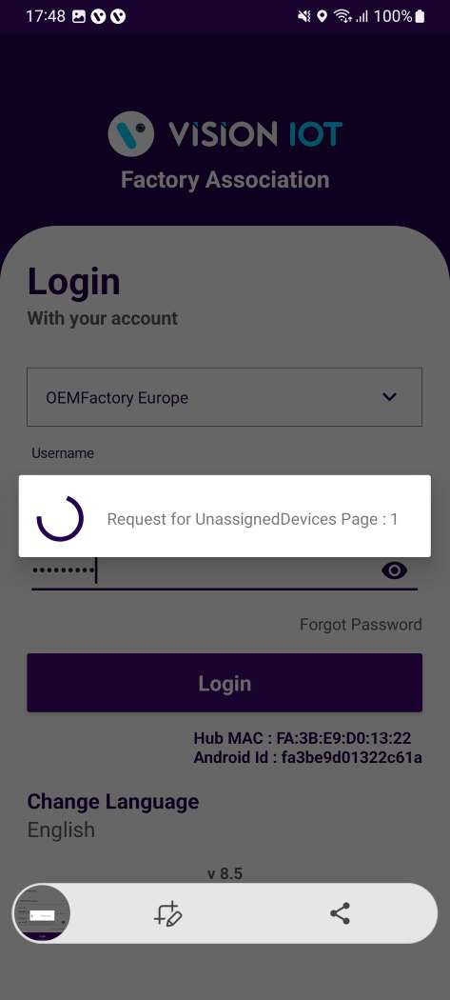 17:48
100%
VISION IOT
Factory Association
Login
With your account
OEMFactory Europe
Username
Request for UnassignedDevices Page : 1
Forgot Password
Login
Hub MAC : FA:3B:E9:D0:13:22
Android Id : fa3be9d01322c61a
Change Language
English
v 8.5